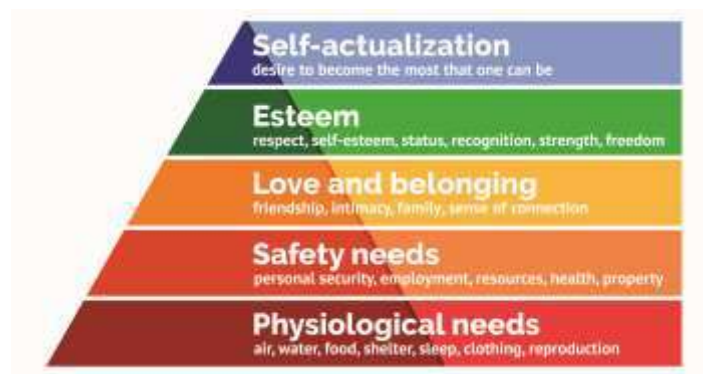 Self-actualization
desire to become the most that one can be
Esteem
respect, self-esteem, status, recognition, strength, freedom
Love and belonging
friendship, intimacy, family, sense of connection
Safety needs
personal security, employment, resources, health, property
Physiological needs
air, water, food, shelter, sleep, clothing, reproduction